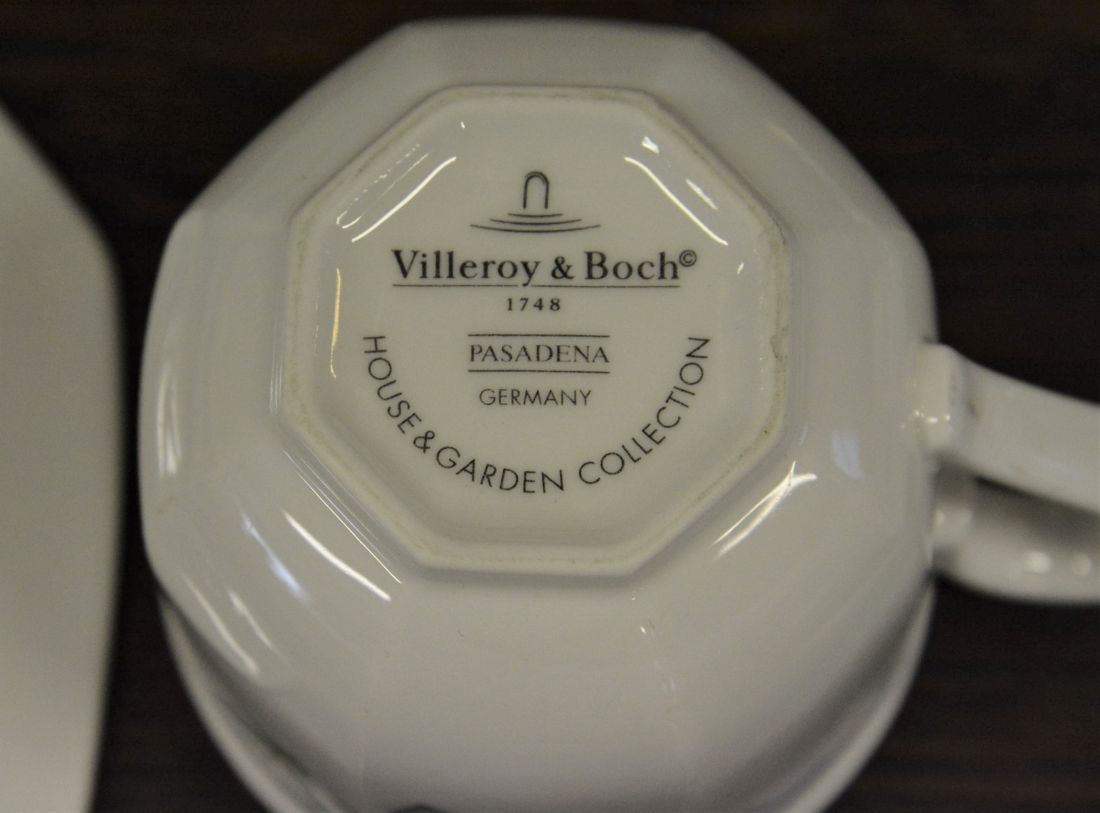 Villeroy & Boch©
1748
PASADENA
GERMANY
HOUSE & GARDEN COLLECTION